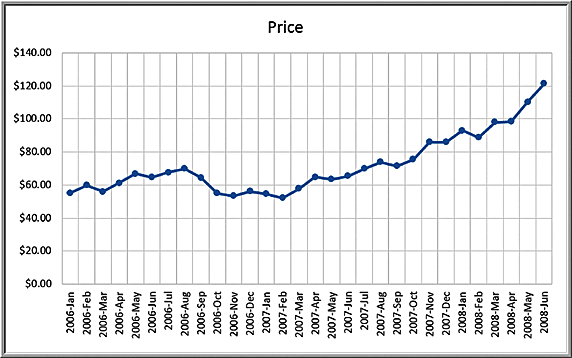 Price
$140.00
$120.00
$100.00
$80.00
$60.00
$40.00
$20.00
$0.00
2006-Jan
2006-Feb
2006-Mar
2006-Apr
2006-May
2006-Jun
2006-Jul
2006-Aug
2006-Sep
2006-Oct
2006-Nov
2006-Dec
2007-Jan
2007-Feb
2007-Mar
2007-Apr
2007-May
2007-Jun
2007-Jul
2007-Aug
2007-Sep
2007-Oct
2007-Nov
2007-Dec
2008-Jan
2008-Feb
2008-Mar
2008-Apr
2008-May
2008-Jun